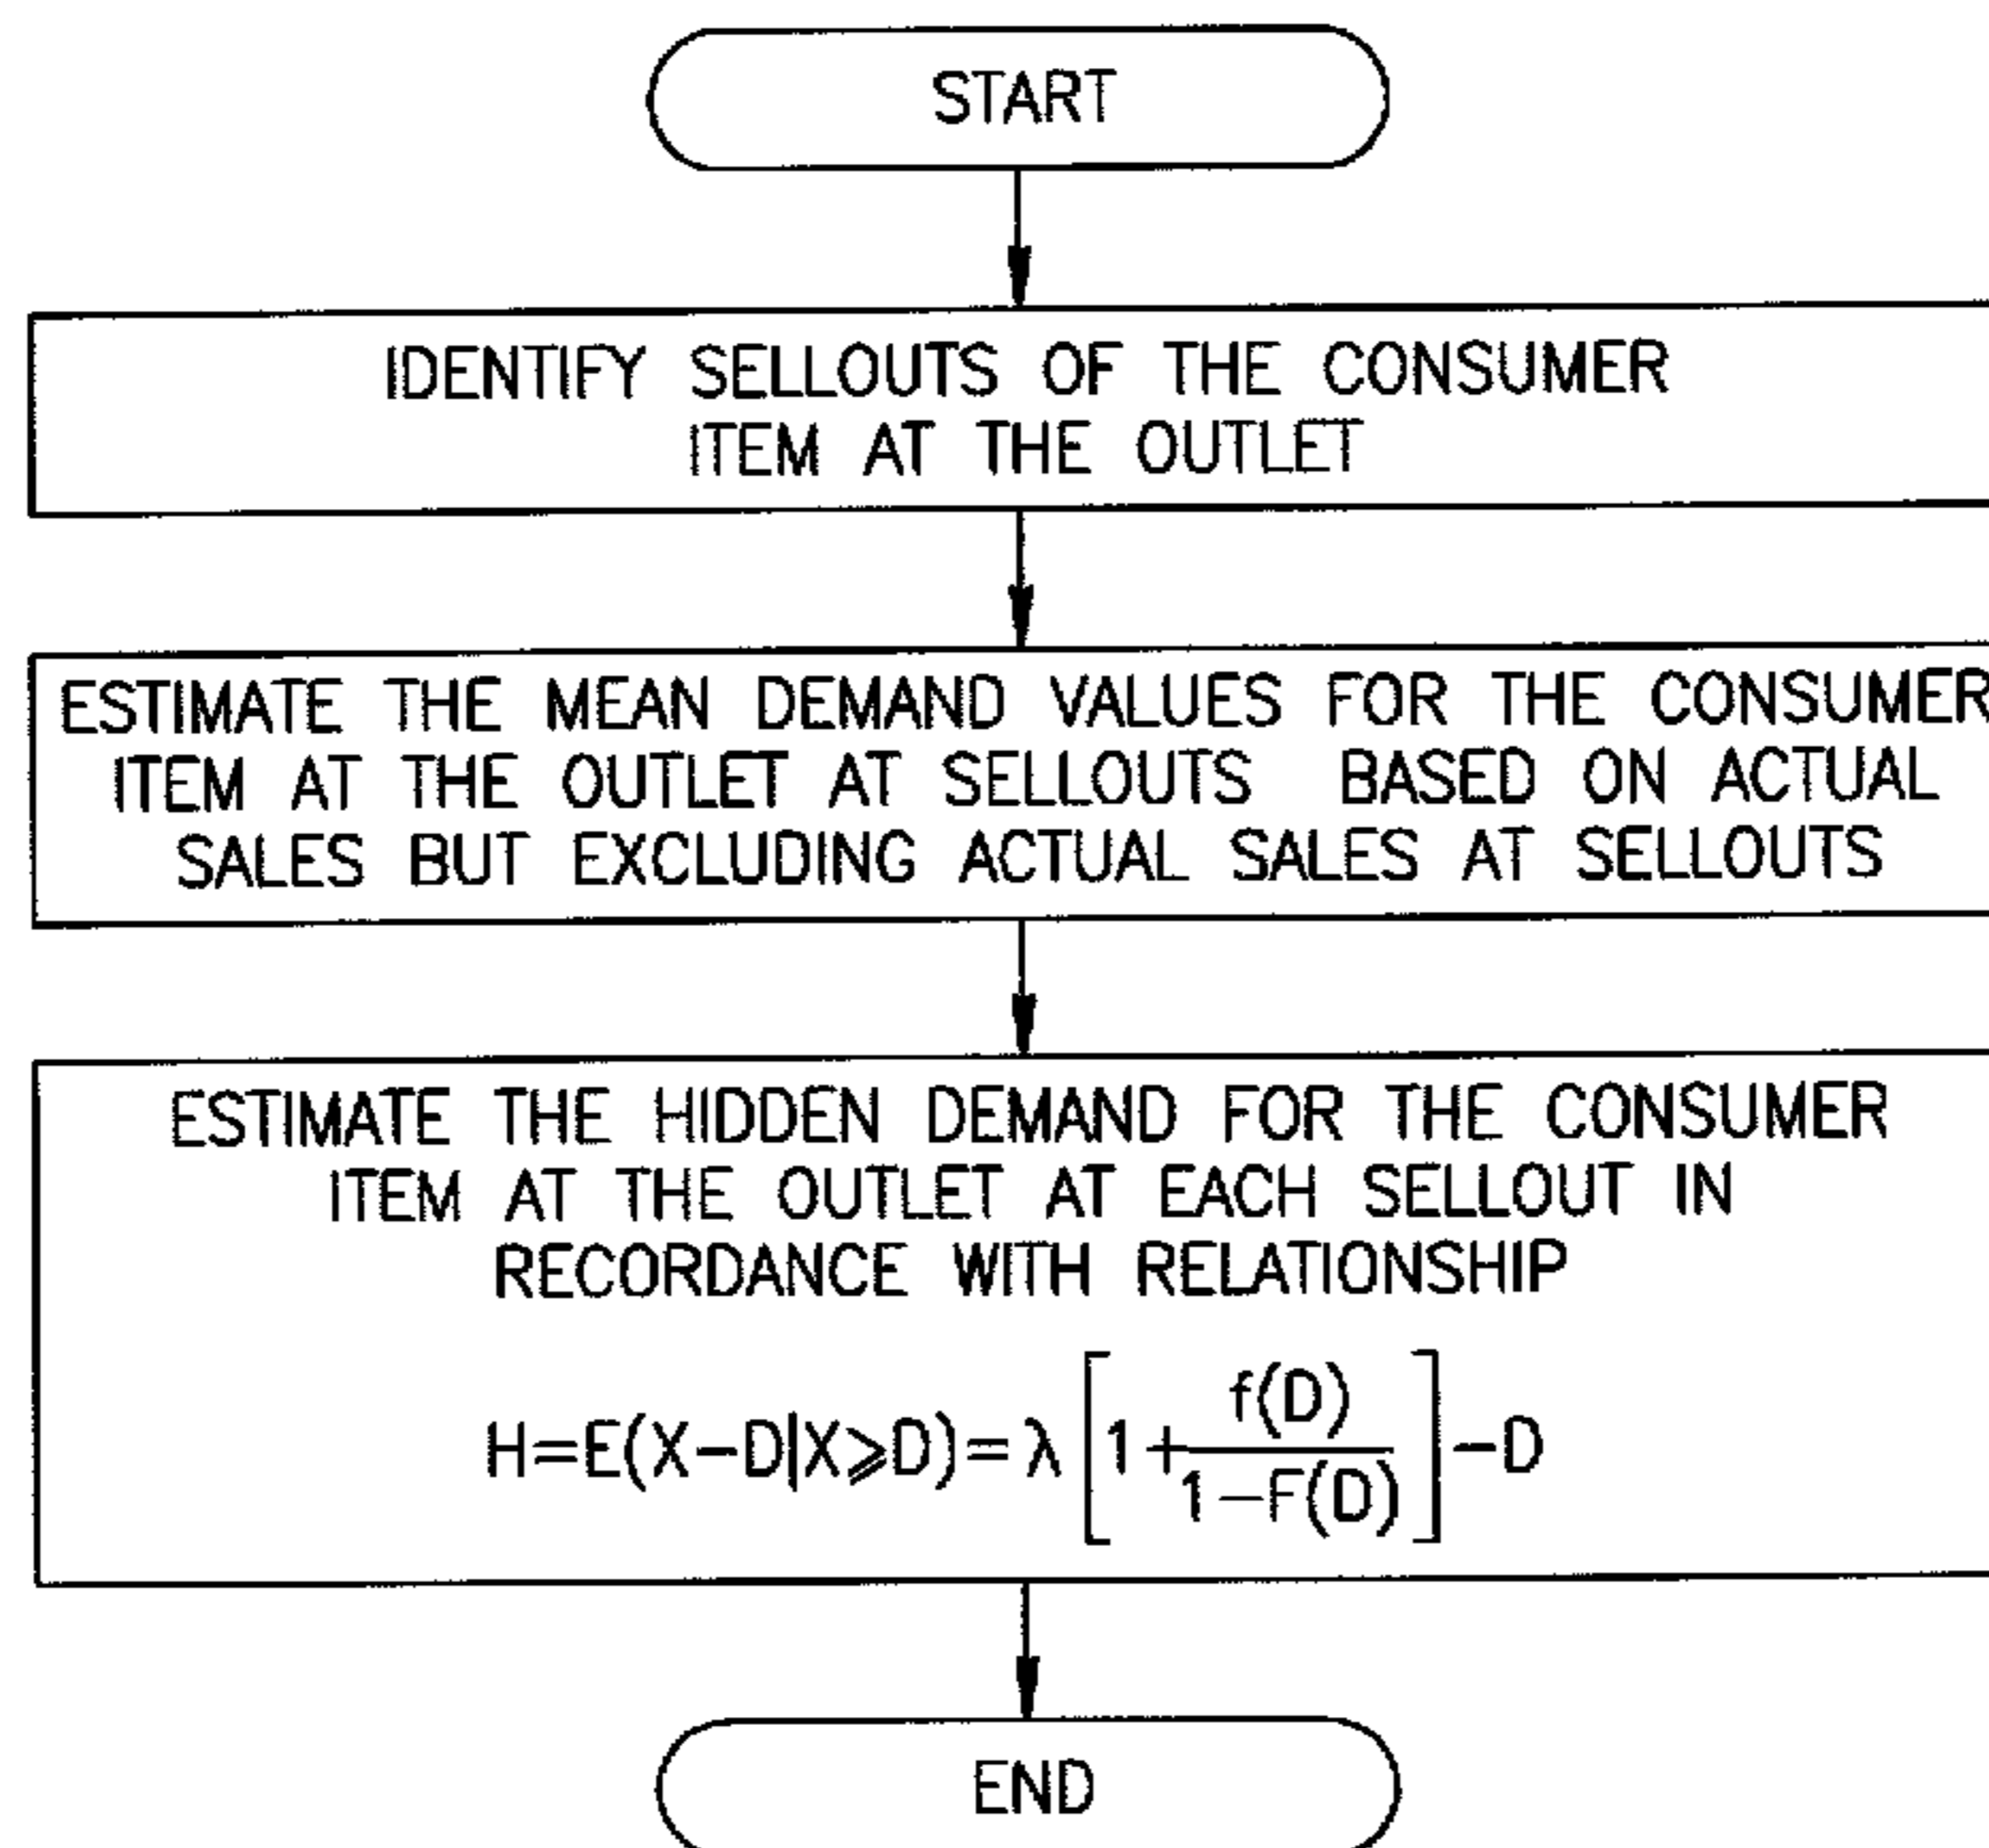 START
IDENTIFY SELLOUTS OF THE CONSUMER
ITEM AT THE OUTLET
ESTIMATE THE MEAN DEMAND VALUES FOR THE CONSUMER
ITEM AT THE OUTLET AT SELLOUTS BASED ON ACTUAL
SALES BUT EXCLUDING ACTUAL SALES AT SELLOUTS
ESTIMATE THE HIDDEN DEMAND FOR THE CONSUMER
ITEM AT THE OUTLET AT EACH SELLOUT IN
RECORDANCE WITH RELATIONSHIP
H=E(X-D|X⩾D)=λ[1+f(D)/(1-F(D))]-D
END